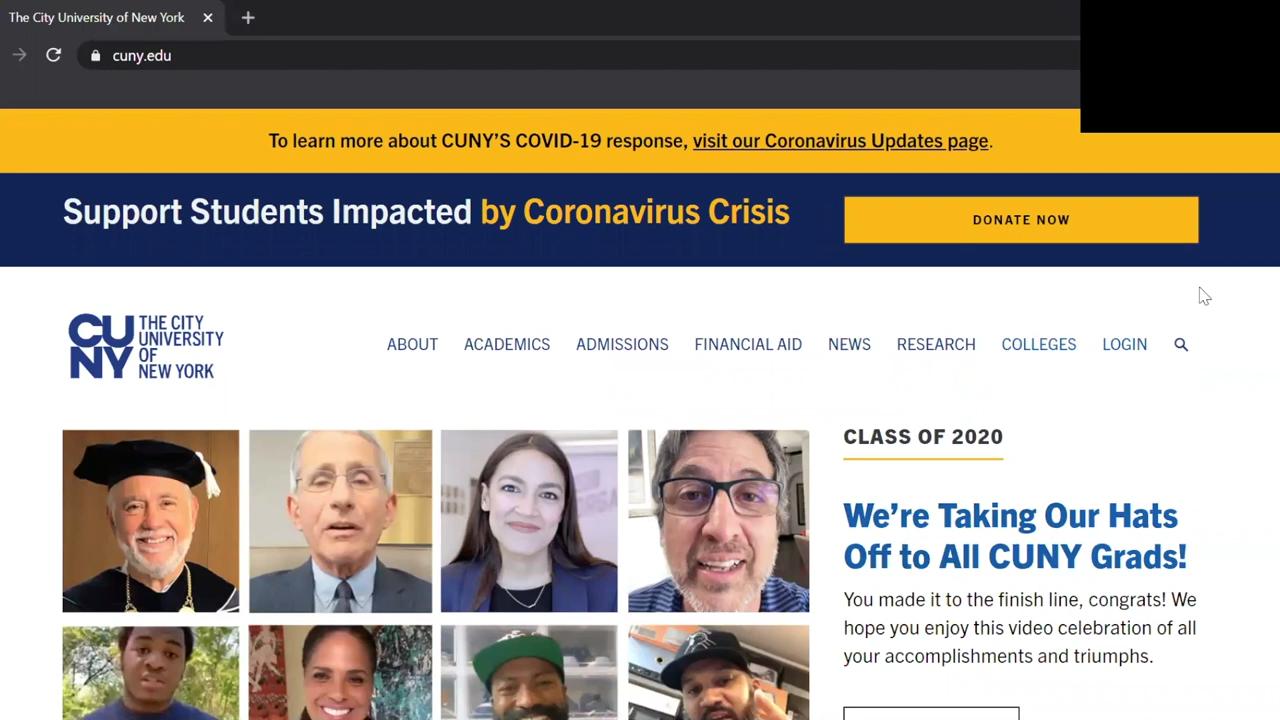 The City University of New York
cuny.edu
To learn more about CUNY'S COVID-19 response, visit our Coronavirus Updates page.
Support Students Impacted by Coronavirus Crisis
DONATE NOW
CUNY THE CITY UNIVERSITY OF NEW YORK
ABOUT ACADEMICS ADMISSIONS FINANCIAL AID NEWS RESEARCH COLLEGES LOGIN
CLASS OF 2020
We're Taking Our Hats
Off to All CUNY Grads!
You made it to the finish line, congrats! We
hope you enjoy this video celebration of all
your accomplishments and triumphs.